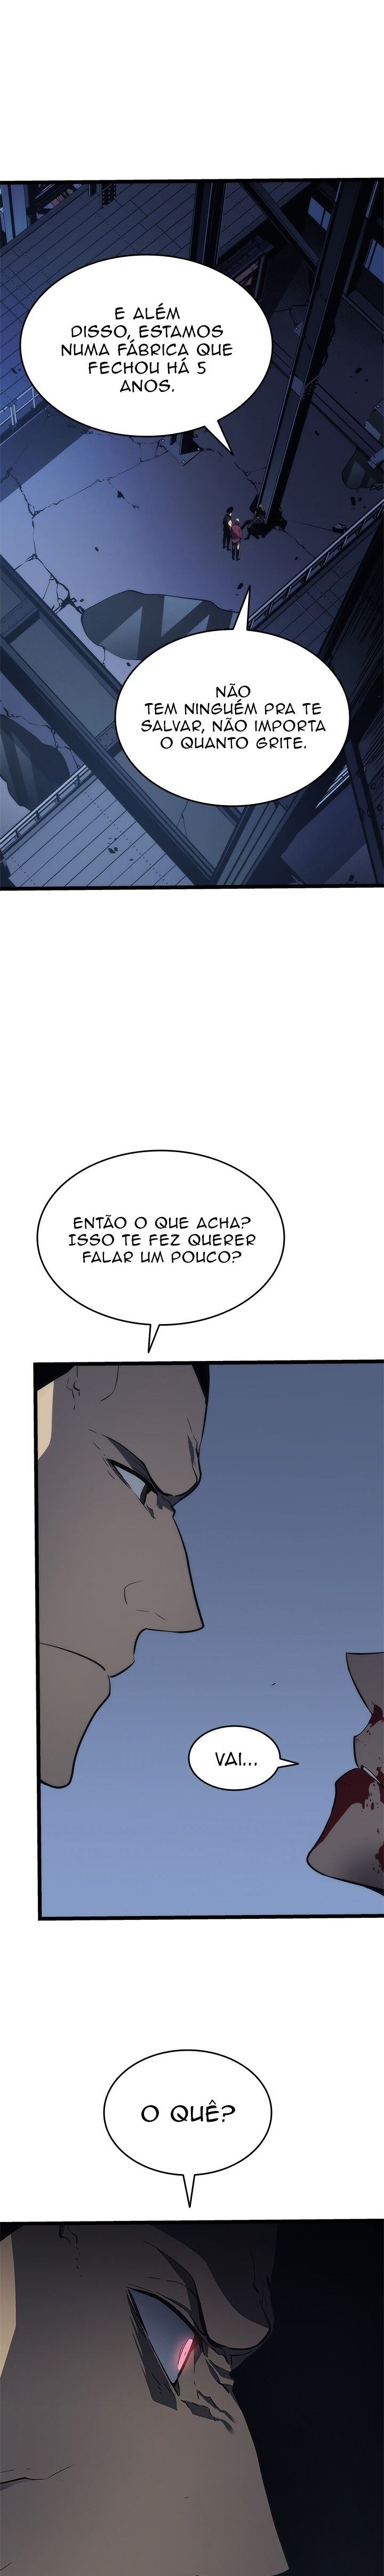 E ALÉM
DISSO, ESTAMOS
NUMA FÁBRICA QUE
FECHOU HÁ 5
ANOS.
NÃO
TEM NINGUÉM PRA TE
SALVAR, NÃO IMPORTA
O QUANTO GRITE.
ENTÃO O QUE ACHA?
ISSO TE FEZ QUERER
FALAR UM POUCO?
VAI...
O QUÊ?